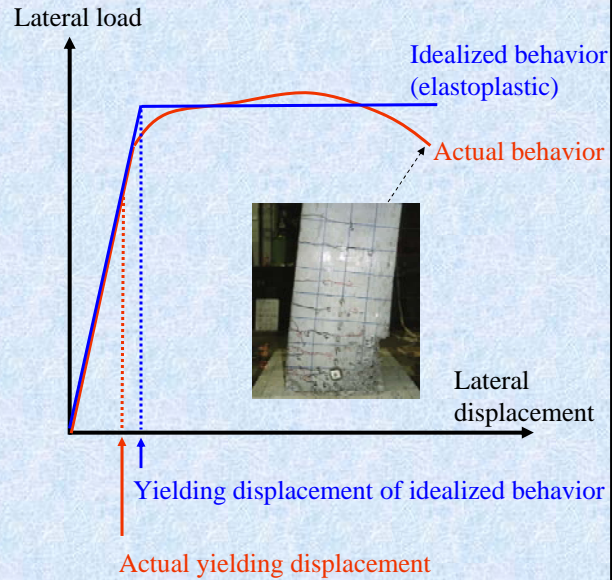 Lateral load
Idealized behavior
(elastoplastic)
Actual behavior
Lateral
displacement
Yielding displacement of idealized behavior
Actual yielding displacement